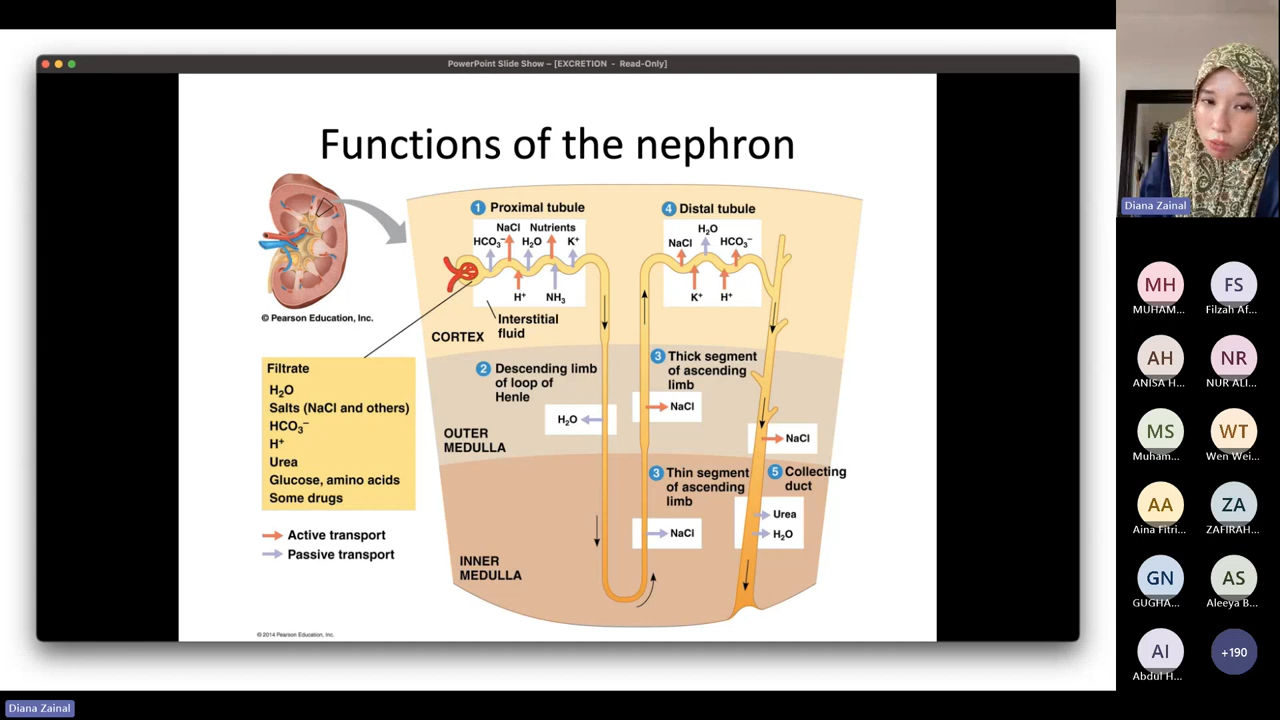 PowerPoint Slide Show – [EXCRETION - Read-Only]
Functions of the nephron
© Pearson Education, Inc.
Filtrate
H₂O
Salts (NaCl and others)
HCO₃⁻
H⁺
Urea
Glucose, amino acids
Some drugs
Active transport
Passive transport
1 Proximal tubule
NaCl Nutrients
HCO₃⁻ H₂O K⁺
H⁺ NH₃
Interstitial
fluid
CORTEX
4 Distal tubule
H₂O
NaCl HCO₃⁻
K⁺ H⁺
2 Descending limb
of loop of
Henle
H₂O
3 Thick segment
of ascending
limb
NaCl
OUTER
MEDULLA
NaCl
3 Thin segment
of ascending
limb
NaCl
5 Collecting
duct
Urea
H₂O
INNER
MEDULLA
© 2014 Pearson Education, Inc.
Diana Zainal
MH
MUHAM...
FS
Filzah Af...
AH
ANISA H...
NR
NUR ALI...
MS
Muham...
WT
Wen Wei...
AA
Aina Fitri...
ZA
ZAFIRAH...
GN
GUGHA...
AS
Aleeya B...
AI
Abdul H...
+190
Diana Zainal